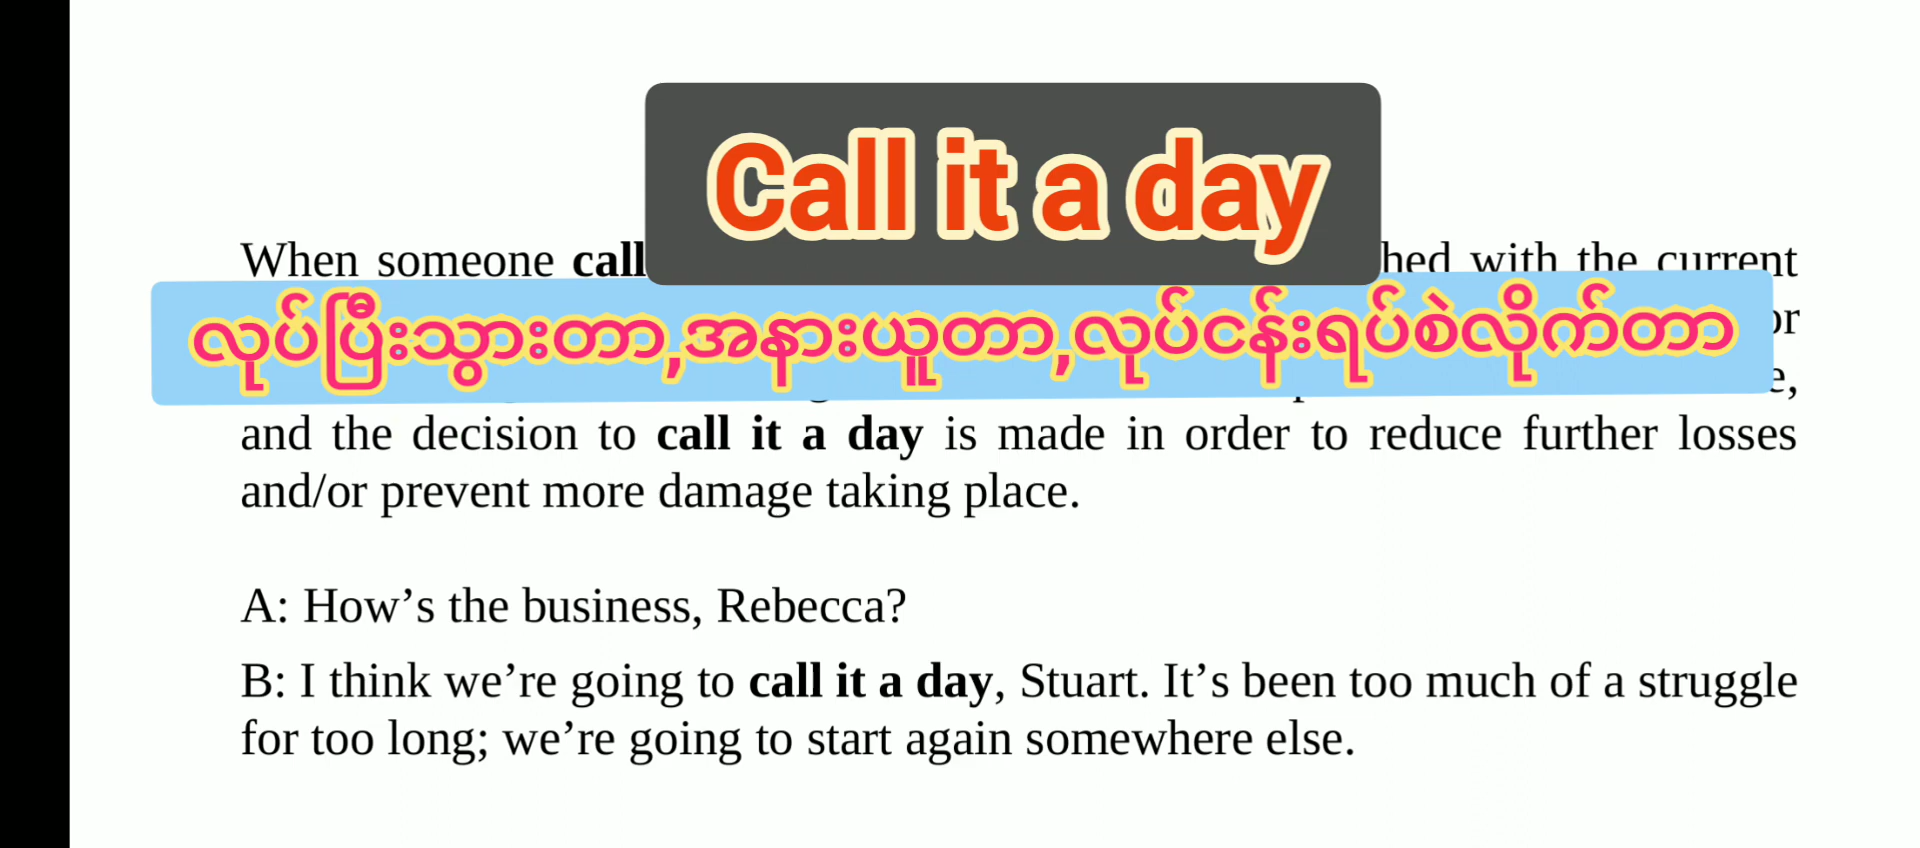 Call it a day
When someone call
hed with the current
လုပ်ပြီးသွားတာ,အနားယူတာ,လုပ်ငန်းရပ်စဲလိုက်တာ
or
e,
and the decision to call it a day is made in order to reduce further losses
and/or prevent more damage taking place.
A: How’s the business, Rebecca?
B: I think we’re going to call it a day, Stuart. It’s been too much of a struggle
for too long; we’re going to start again somewhere else.